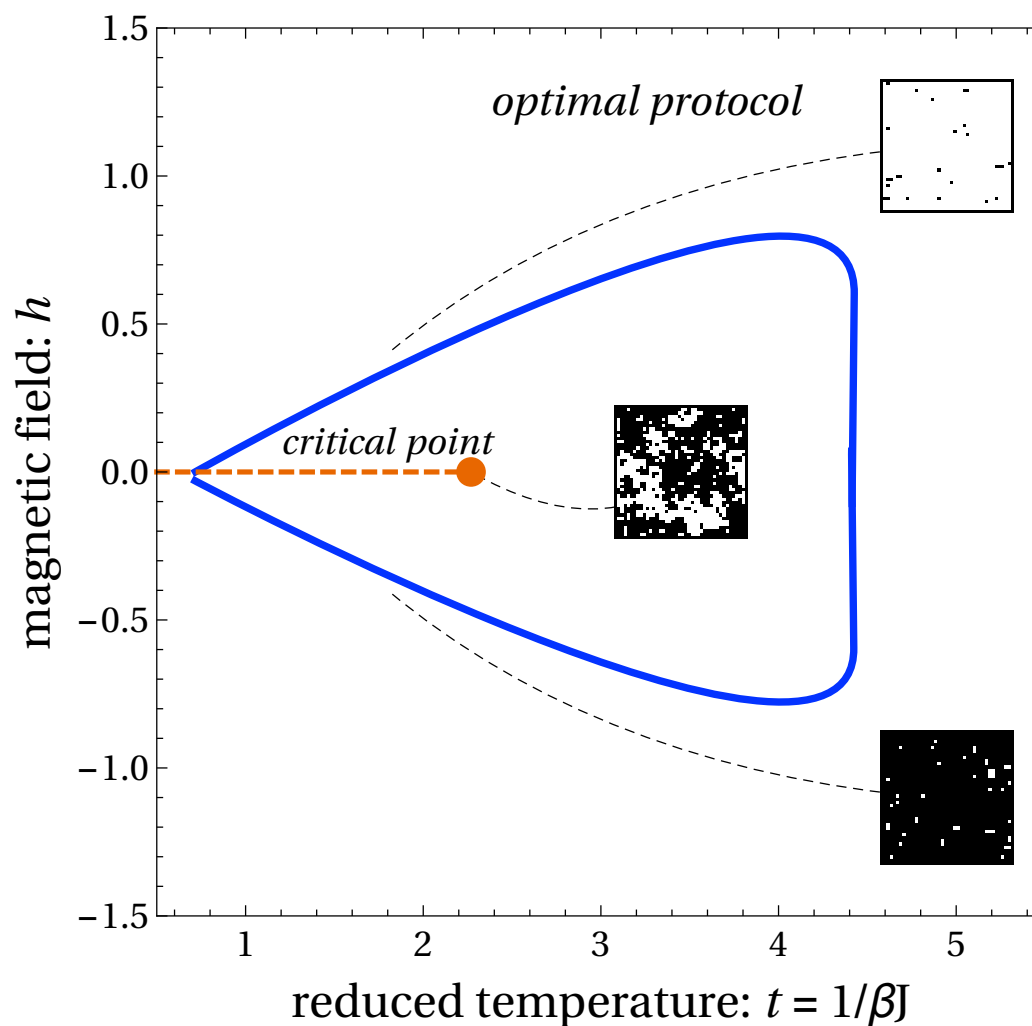 1.5
optimal protocol
1.0
0.5
critical point
0.0
−0.5
−1.0
−1.5
magnetic field: h
1 2 3 4 5
reduced temperature: t = 1/βJ